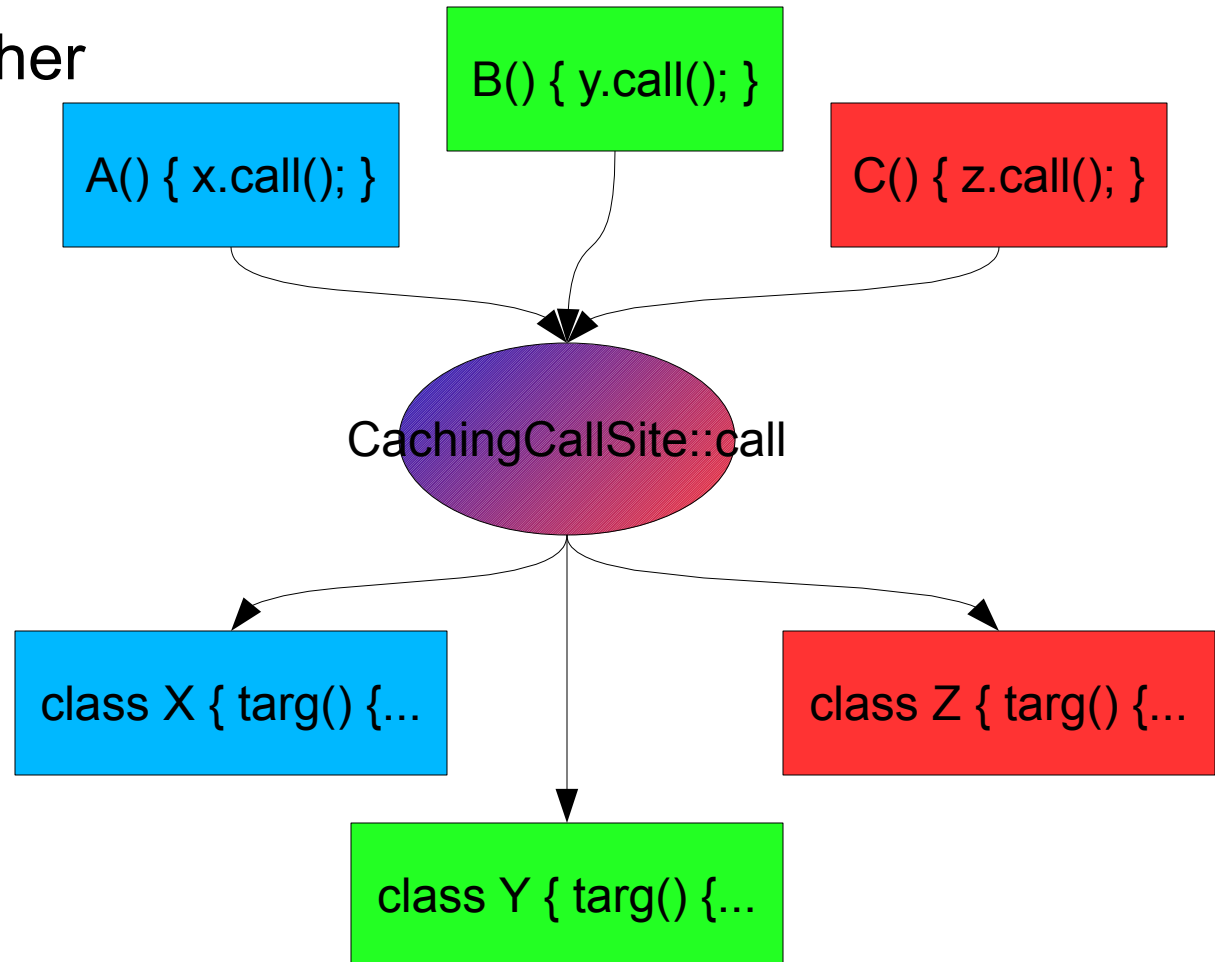 her
B() { y.call(); }
A() { x.call(); }
C() { z.call(); }
CachingCallSite::call
class X { targ() {...
class Z { targ() {...
class Y { targ() {...